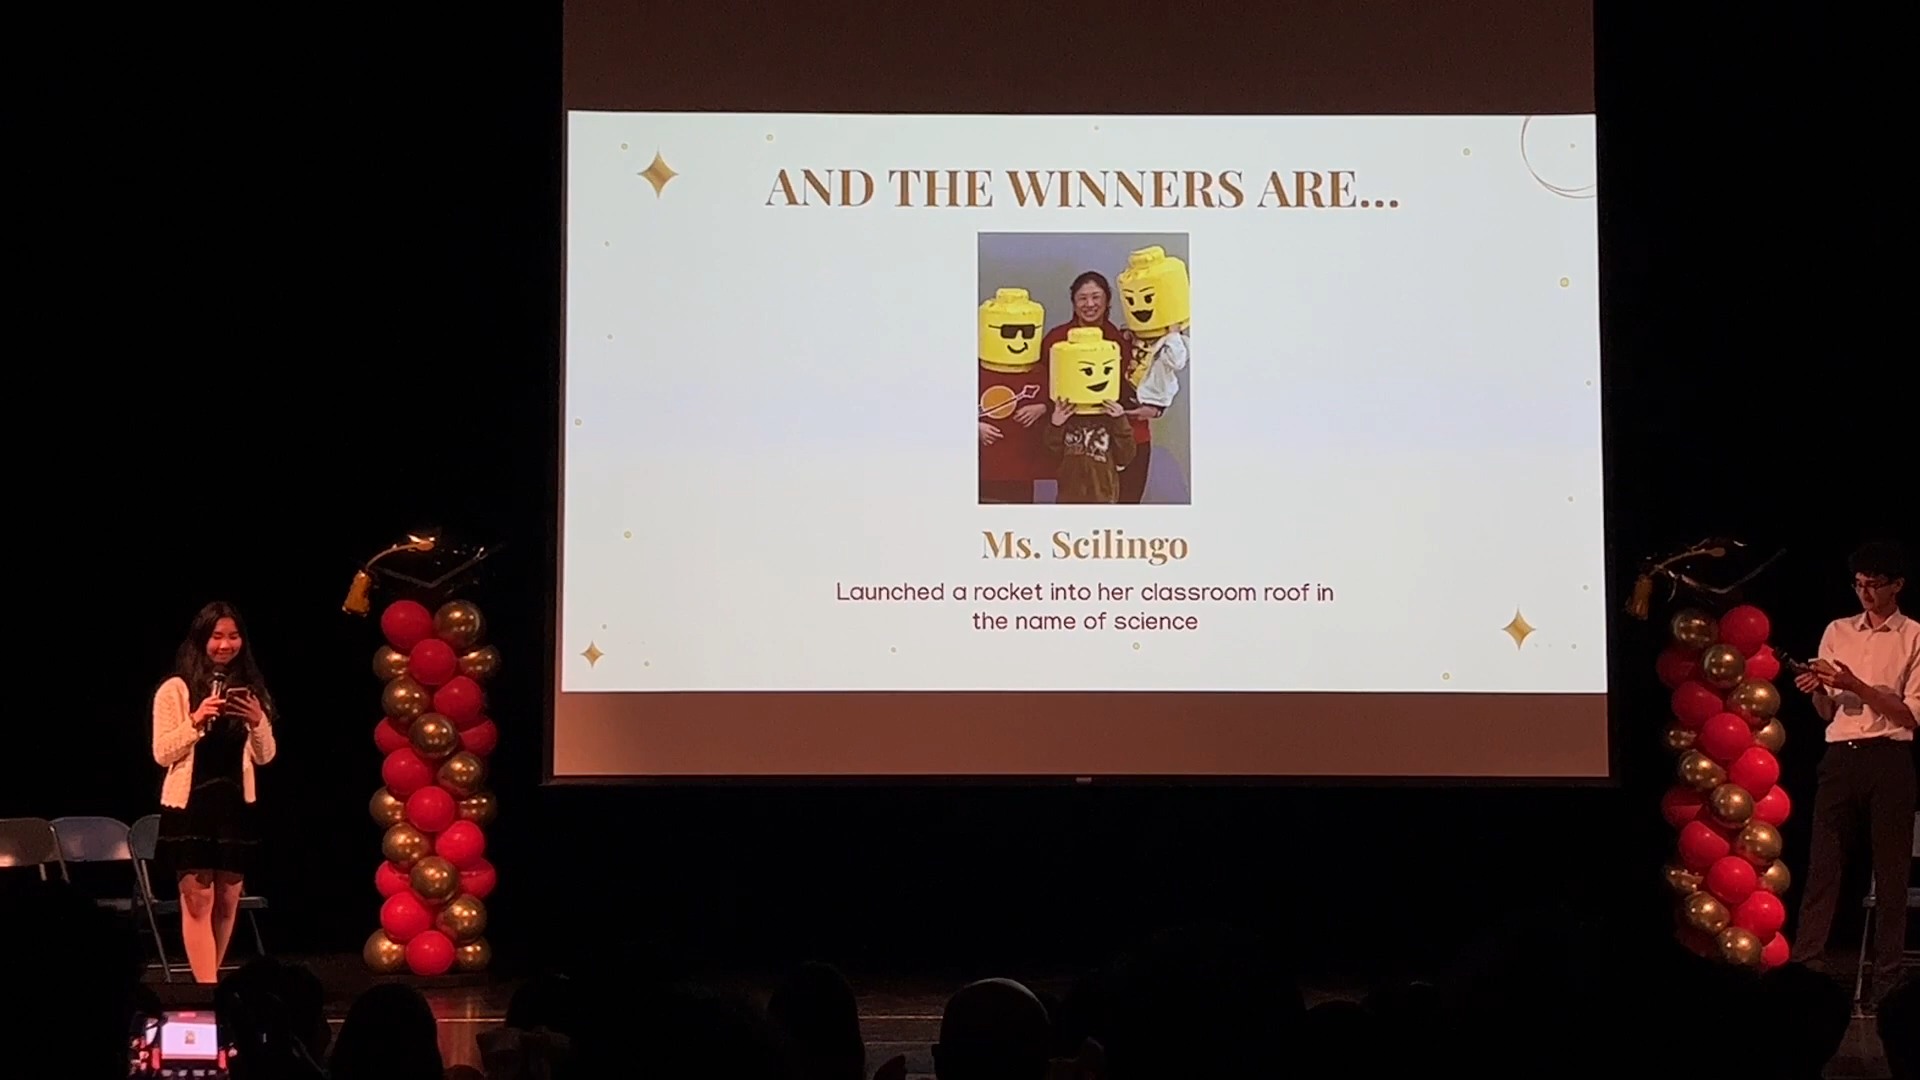 AND THE WINNERS ARE...
Ms. Scilingo
Launched a rocket into her classroom roof in
the name of science